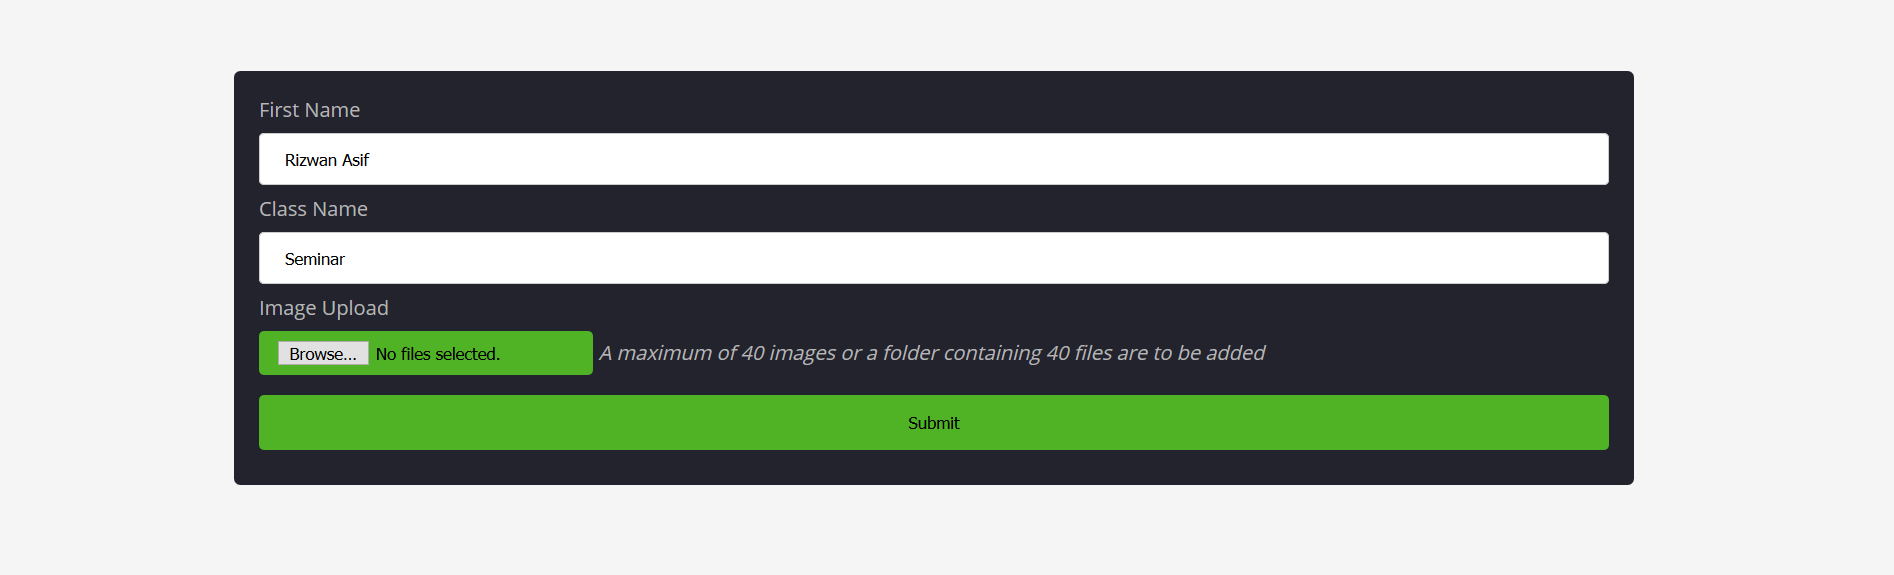 First Name
Rizwan Asif
Class Name
Seminar
Image Upload
Browse... No files selected. A maximum of 40 images or a folder containing 40 files are to be added
Submit